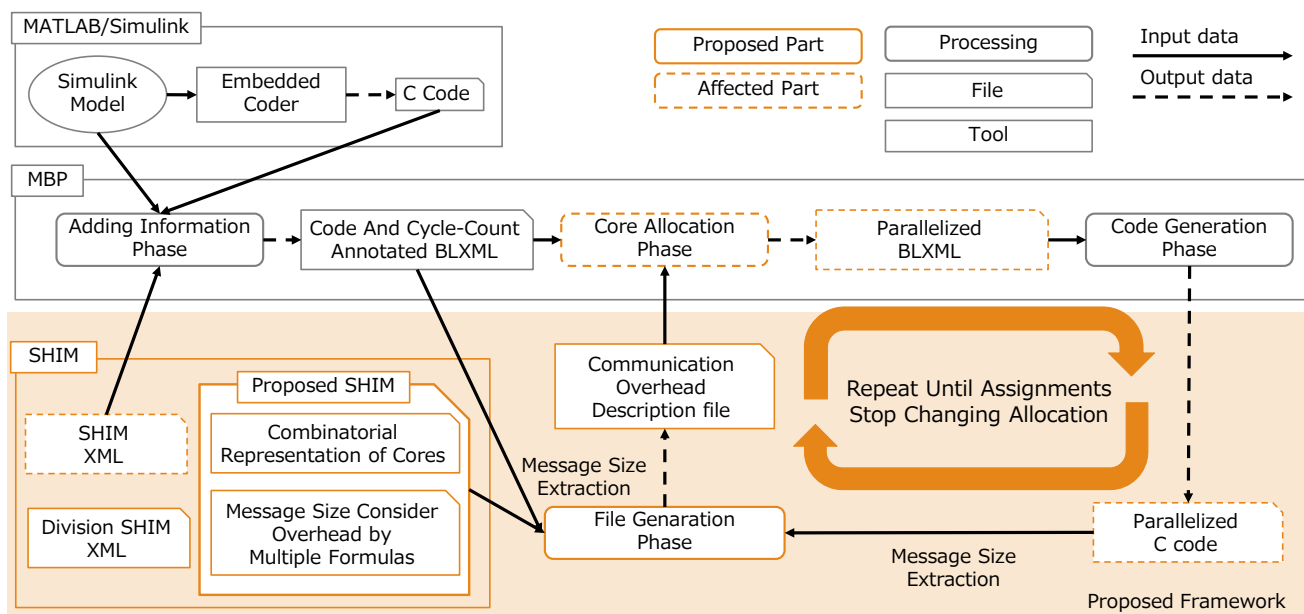 MATLAB/Simulink
Simulink
Model
Embedded
Coder
C Code
Proposed Part
Affected Part
Processing
File
Tool
Input data
Output data
MBP
Adding Information
Phase
Code And Cycle-Count
Annotated BLXML
Core Allocation
Phase
Parallelized
BLXML
Code Generation
Phase
SHIM
SHIM
XML
Division SHIM
XML
Proposed SHIM
Combinatorial
Representation of Cores
Message Size Consider
Overhead by
Multiple Formulas
Communication
Overhead
Description file
Message Size
Extraction
File Genaration
Phase
Repeat Until Assignments
Stop Changing Allocation
Message Size
Extraction
Parallelized
C code
Proposed Framework